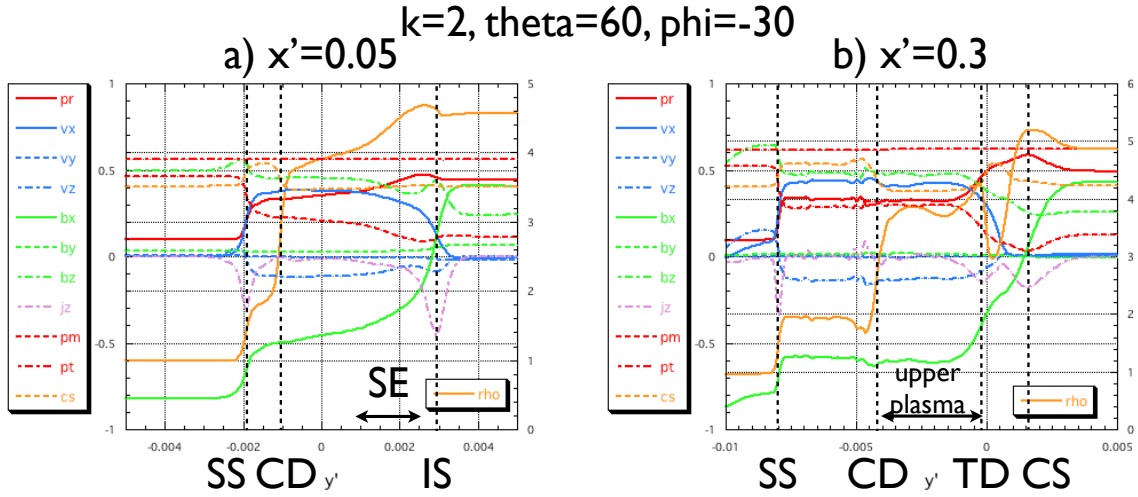 k=2, theta=60, phi=-30
a) x'=0.05
b) x'=0.3
pr
vx
vy
vz
bx
by
bz
jz
pm
pt
cs
1
0.5
0
-0.5
-1
5
4
3
2
1
0
-0.004
-0.002
0
0.002
0.004
SE
rho
SS CD y' IS
pr
vx
vy
vz
bx
by
bz
jz
pm
pt
cs
1
0.5
0
-0.5
-1
6
5
4
3
2
1
0
-0.01
-0.005
0
0.005
upper
plasma
rho
SS CD y' TD CS